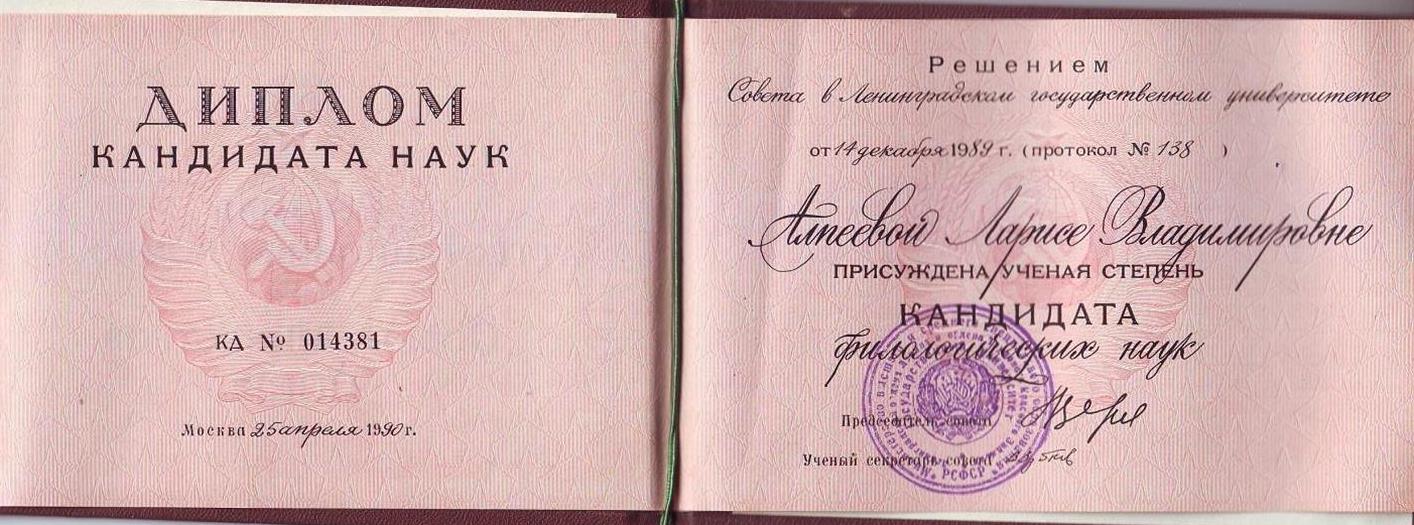 ДИПЛОМ
КАНДИДАТА НАУК
КД № 014381
Москва 25 апреля 1990 г.
Решением
Совета в Ленинградском государственном университете
от 14 декабря 1989 г. (протокол № 138 )
Алпеевой Ларисе Владимировне
ПРИСУЖДЕНА УЧЕНАЯ СТЕПЕНЬ
КАНДИДАТА
филологических наук
Председатель совета
Ученый секретарь совета
РСФСР